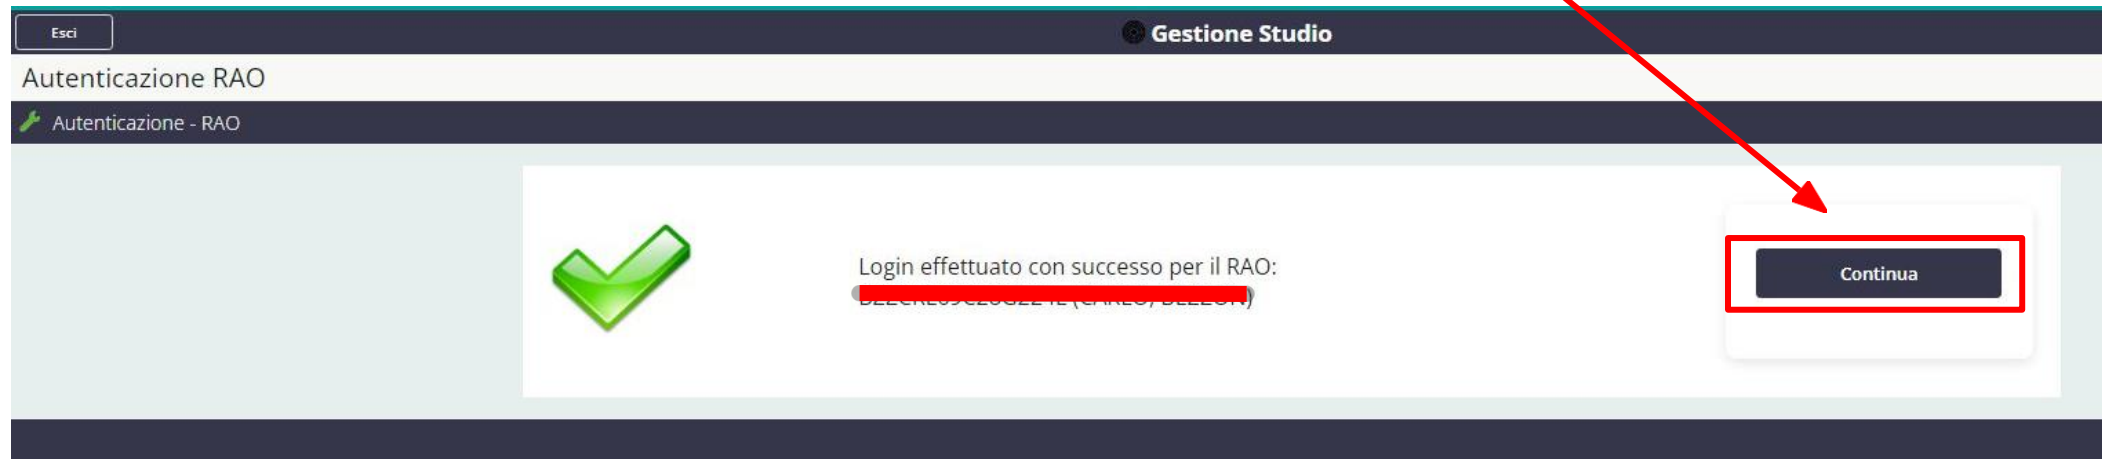 Esci
Gestione Studio
Autenticazione RAO
Autenticazione - RAO
Login effettuato con successo per il RAO:
Continua